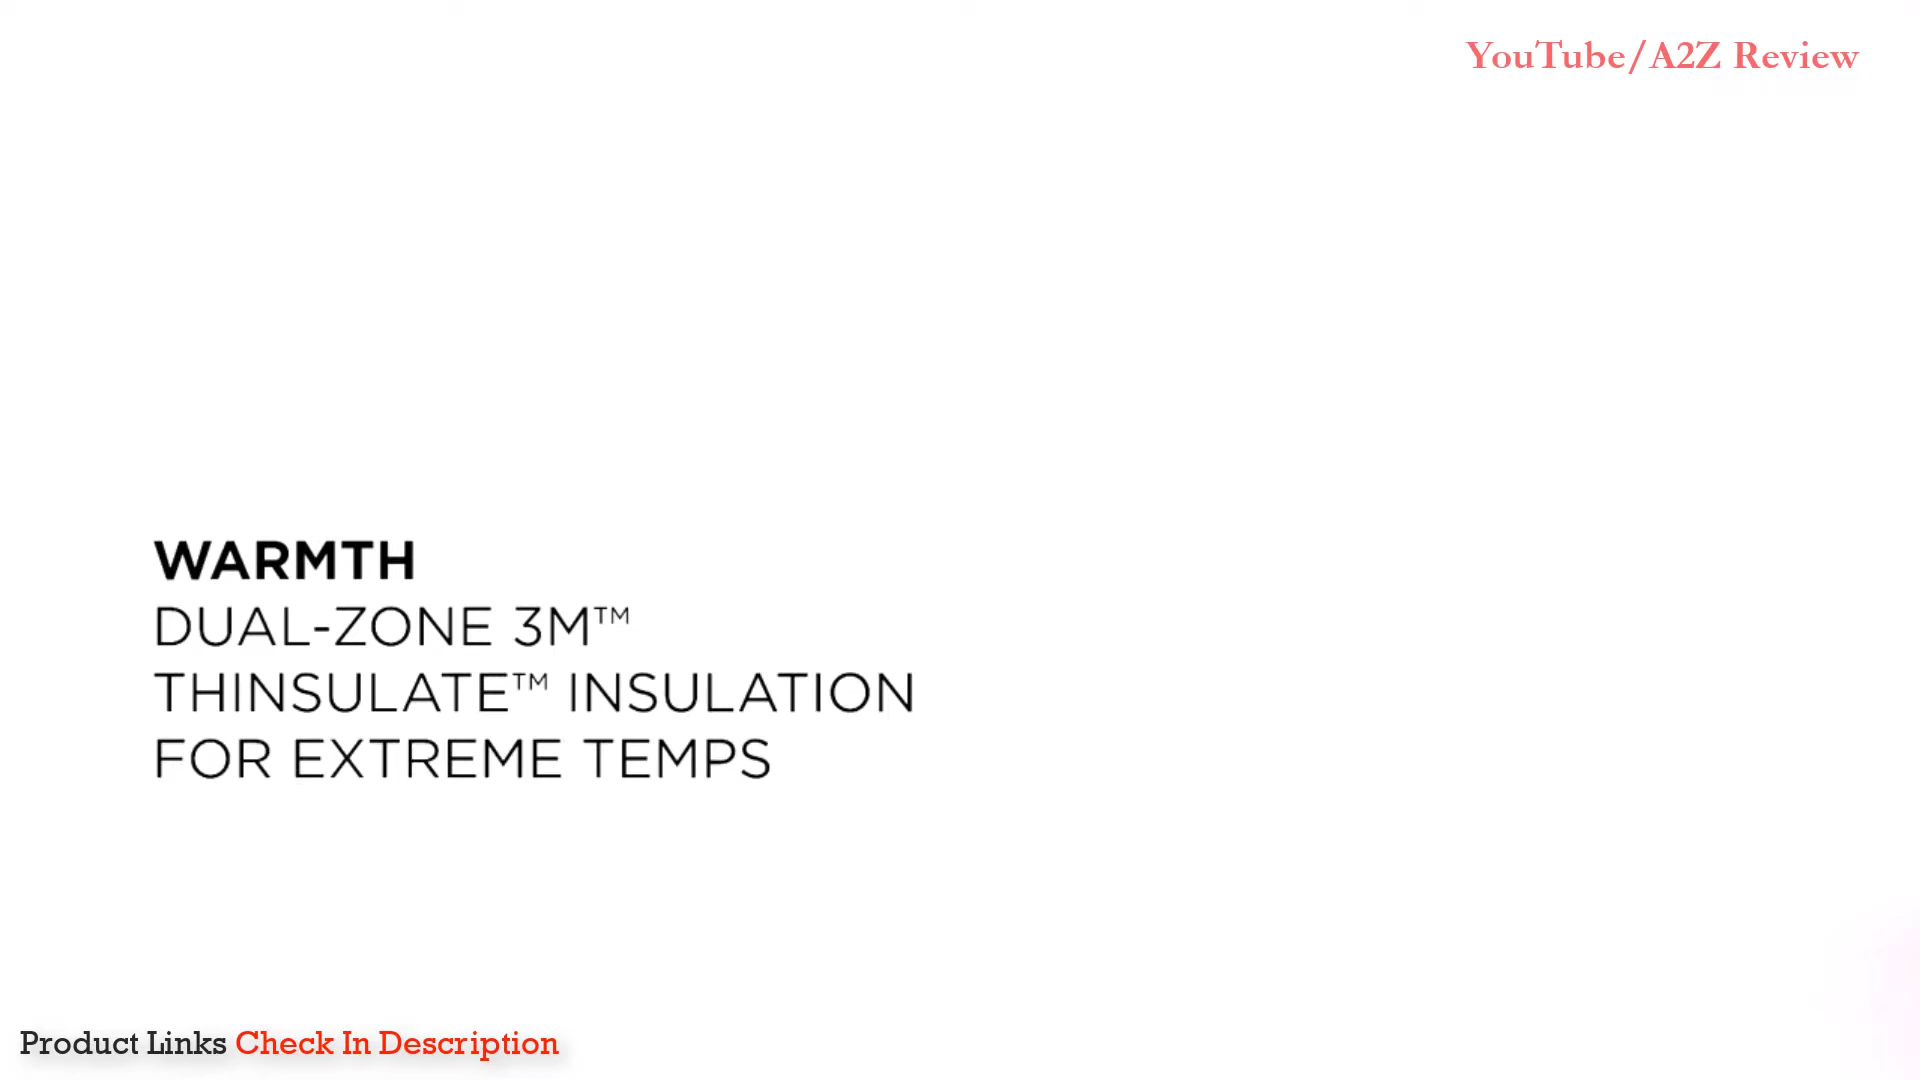 YouTube/A2Z Review
WARMTH
DUAL-ZONE 3M™
THINSULATE™ INSULATION
FOR EXTREME TEMPS
Product Links Check In Description